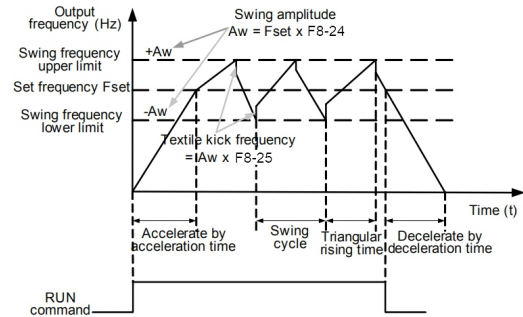 Output
frequency (Hz)
Swing amplitude
Aw = Fset x F8-24
Swing frequency
upper limit
+Aw
Set frequency Fset
Swing frequency
lower limit
-Aw
Textile kick frequency
= Aw x F8-25
Time (t)
Accelerate by
acceleration time
Swing
cycle
Triangular
rising time
Decelerate by
deceleration time
RUN
command